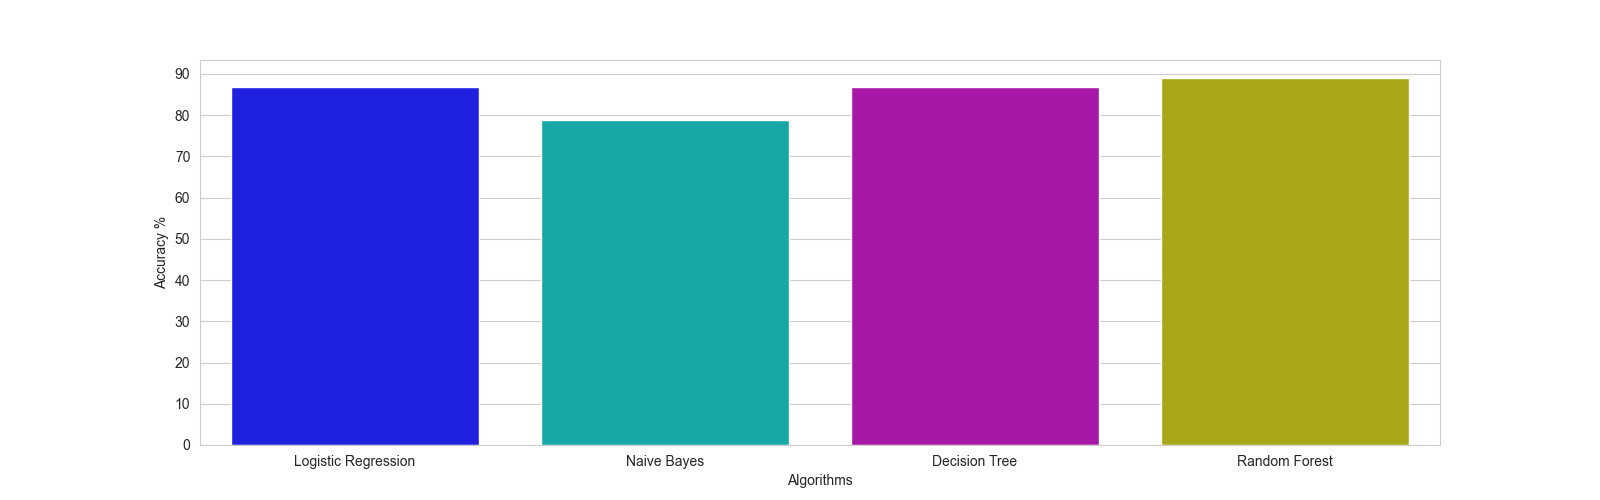 90
80
70
60
50
40
30
20
10
0
Accuracy %
Logistic Regression
Naive Bayes
Decision Tree
Random Forest
Algorithms